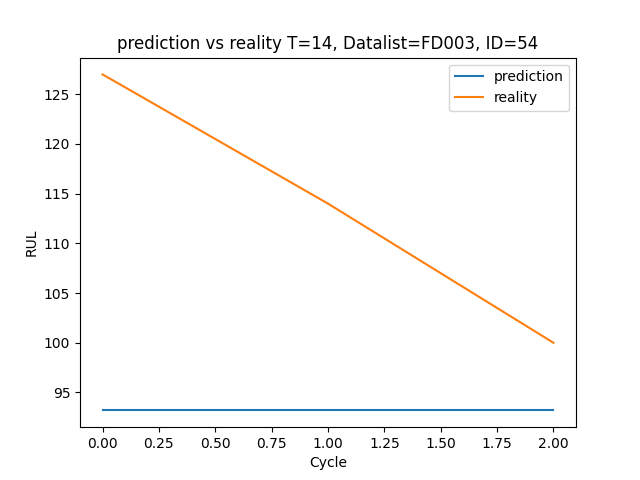 prediction vs reality T=14, Datalist=FD003, ID=54
prediction
reality
125
120
115
110
105
100
95
RUL
0.00 0.25 0.50 0.75 1.00 1.25 1.50 1.75 2.00
Cycle